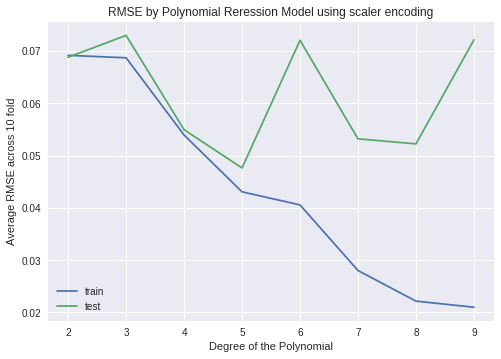 RMSE by Polynomial Reression Model using scaler encoding
0.07
0.06
0.05
0.04
0.03
0.02
Average RMSE across 10 fold
train
test
2 3 4 5 6 7 8 9
Degree of the Polynomial